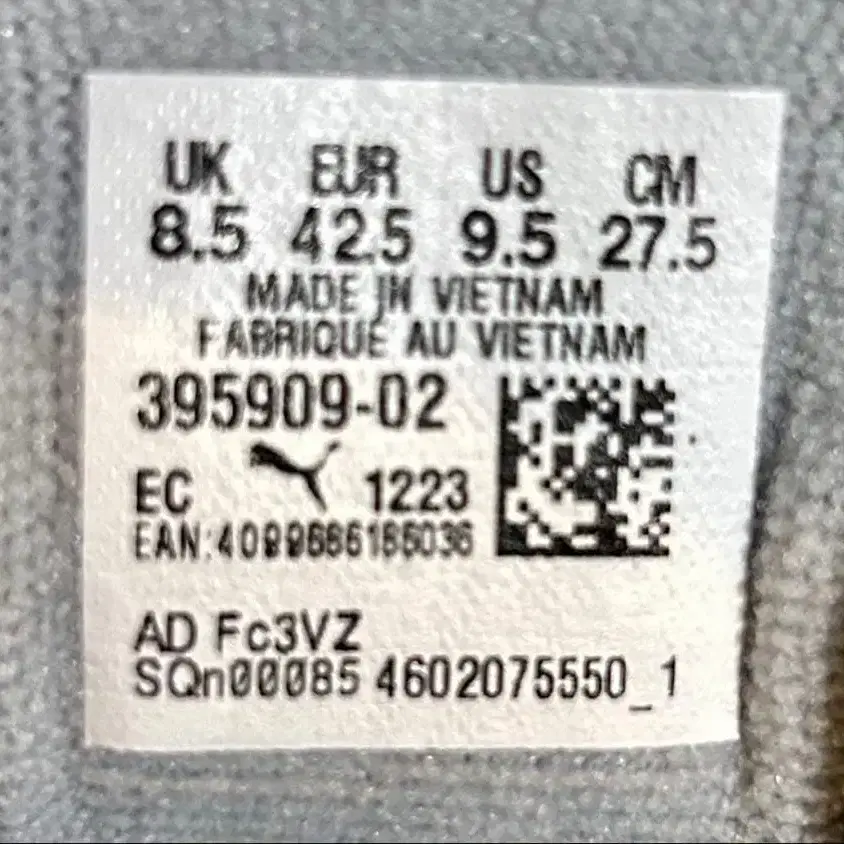 UK EUR US CM
8.5 42.5 9.5 27.5
MADE IN VIETNAM
FABRIQUÉ AU VIETNAM
395909-02
EC 1223
EAN:4099686186036
AD Fc3VZ
SQn00085 4602075550_1